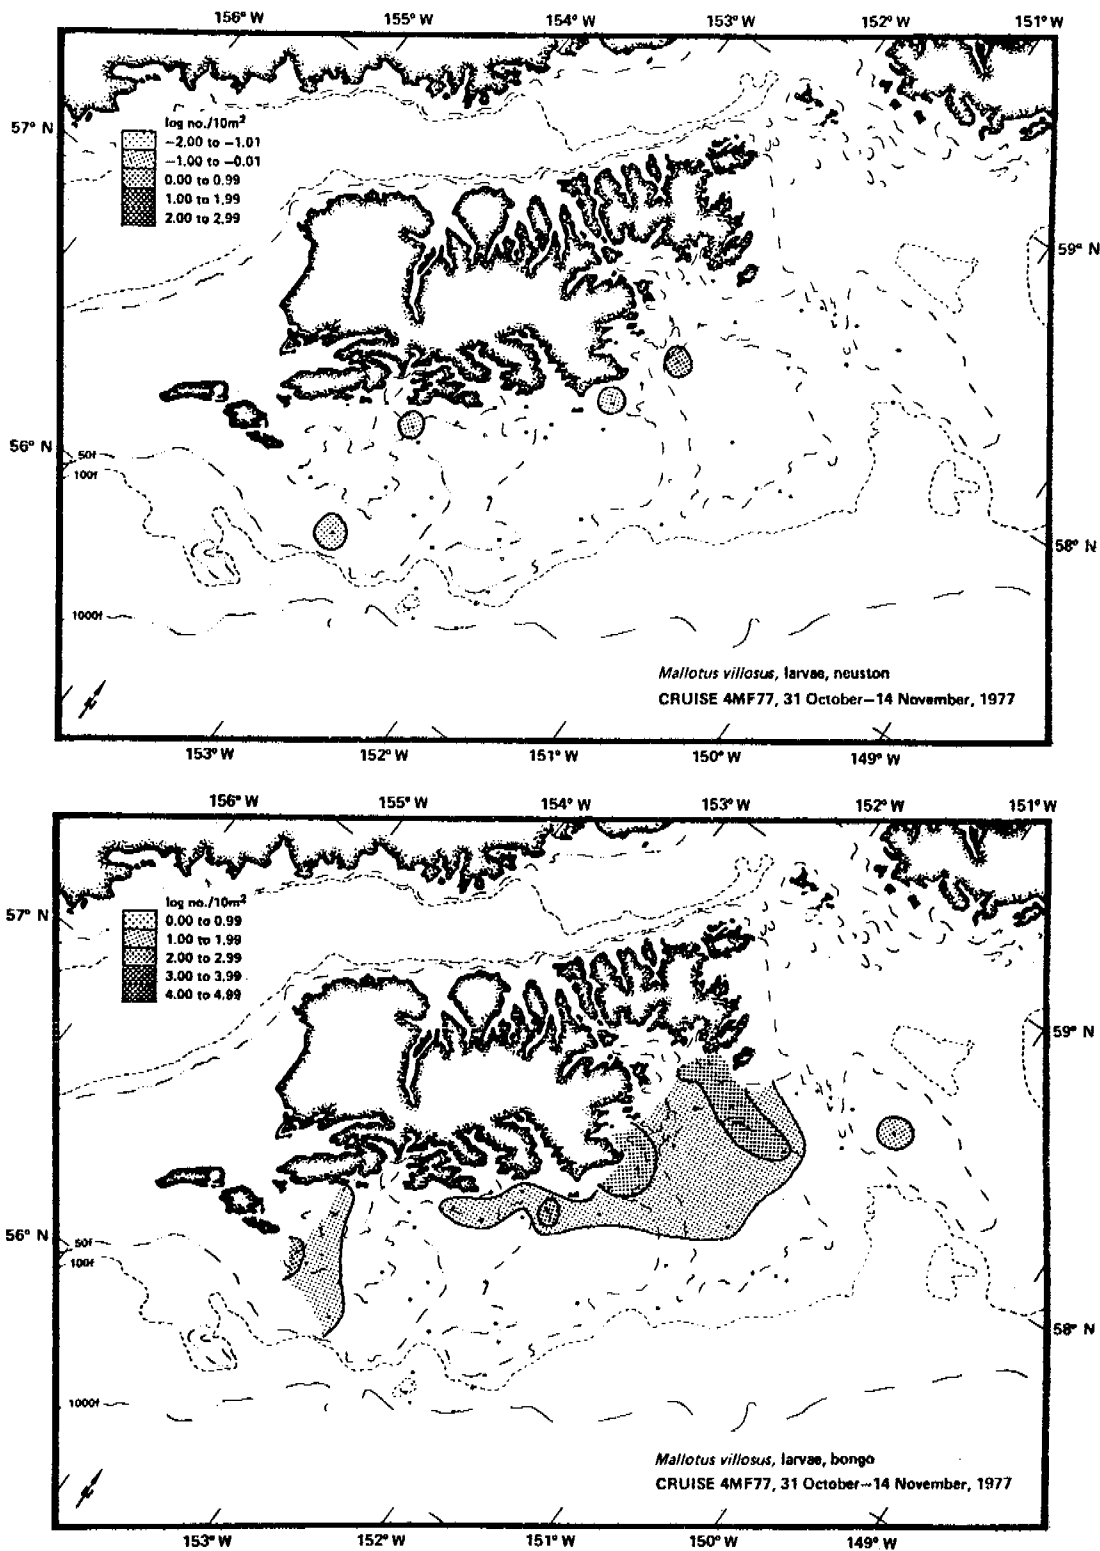 156° W 155° W 154° W 153° W 152° W 151° W
57° N
log no./10m²
−2.00 to −1.01
−1.00 to −0.01
0.00 to 0.99
1.00 to 1.99
2.00 to 2.99
59° N
56° N
50f
100f
58° N
1000f
Mallotus villosus, larvae, neuston
CRUISE 4MF77, 31 October–14 November, 1977
153° W 152° W 151° W 150° W 149° W
156° W 155° W 154° W 153° W 152° W 151° W
57° N
log no./10m²
0.00 to 0.99
1.00 to 1.99
2.00 to 2.99
3.00 to 3.99
4.00 to 4.99
59° N
56° N
50f
100f
58° N
1000f
Mallotus villosus, larvae, bongo
CRUISE 4MF77, 31 October–14 November, 1977
153° W 152° W 151° W 150° W 149° W